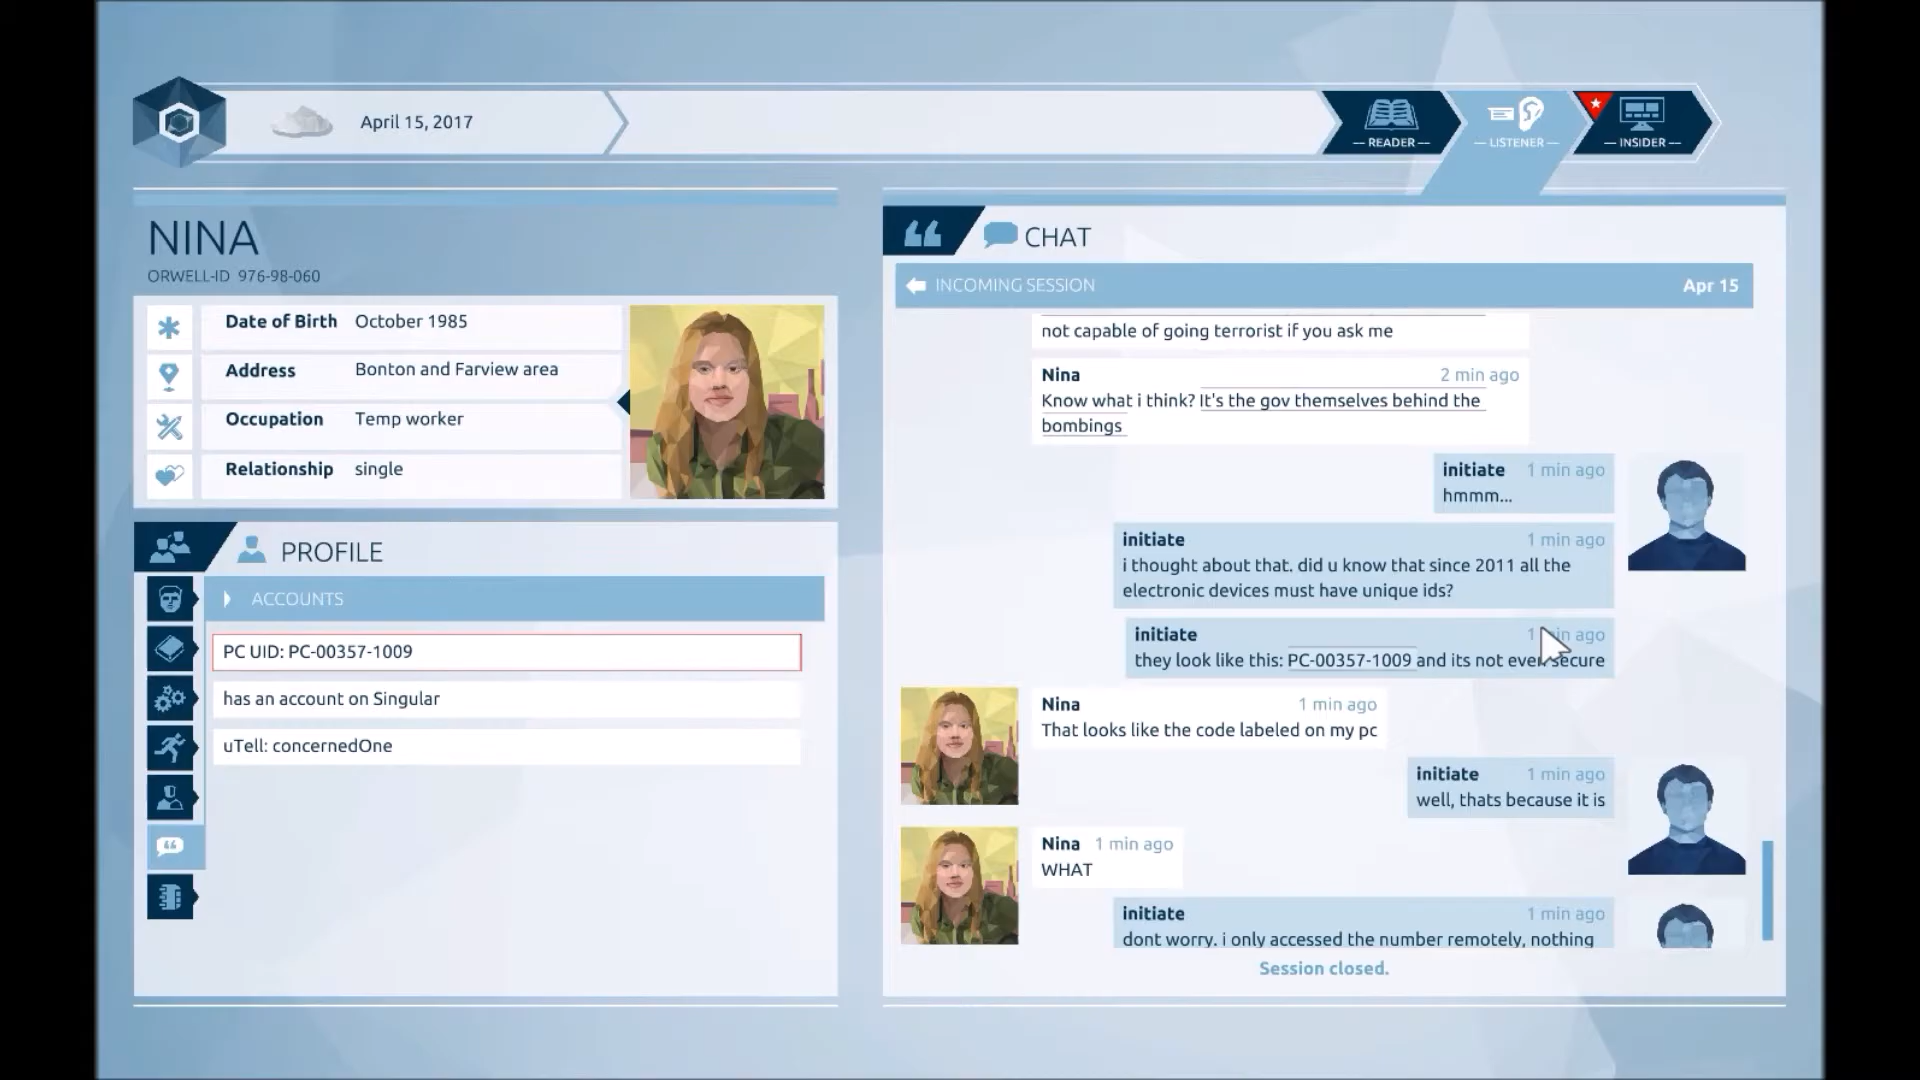 April 15, 2017
— READER —
— LISTENER —
— INSIDER —
NINA
ORWELL-ID 976-98-060
Date of Birth October 1985
Address Bonton and Farview area
Occupation Temp worker
Relationship single
PROFILE
ACCOUNTS
PC UID: PC-00357-1009
has an account on Singular
uTell: concernedOne
CHAT
INCOMING SESSION Apr 15
not capable of going terrorist if you ask me
Nina 2 min ago
Know what i think? It's the gov themselves behind the
bombings
initiate 1 min ago
hmmm...
initiate 1 min ago
i thought about that. did u know that since 2011 all the
electronic devices must have unique ids?
initiate 1 min ago
they look like this: PC-00357-1009 and its not even secure
Nina 1 min ago
That looks like the code labeled on my pc
initiate 1 min ago
well, thats because it is
Nina 1 min ago
WHAT
initiate 1 min ago
dont worry. i only accessed the number remotely, nothing
Session closed.